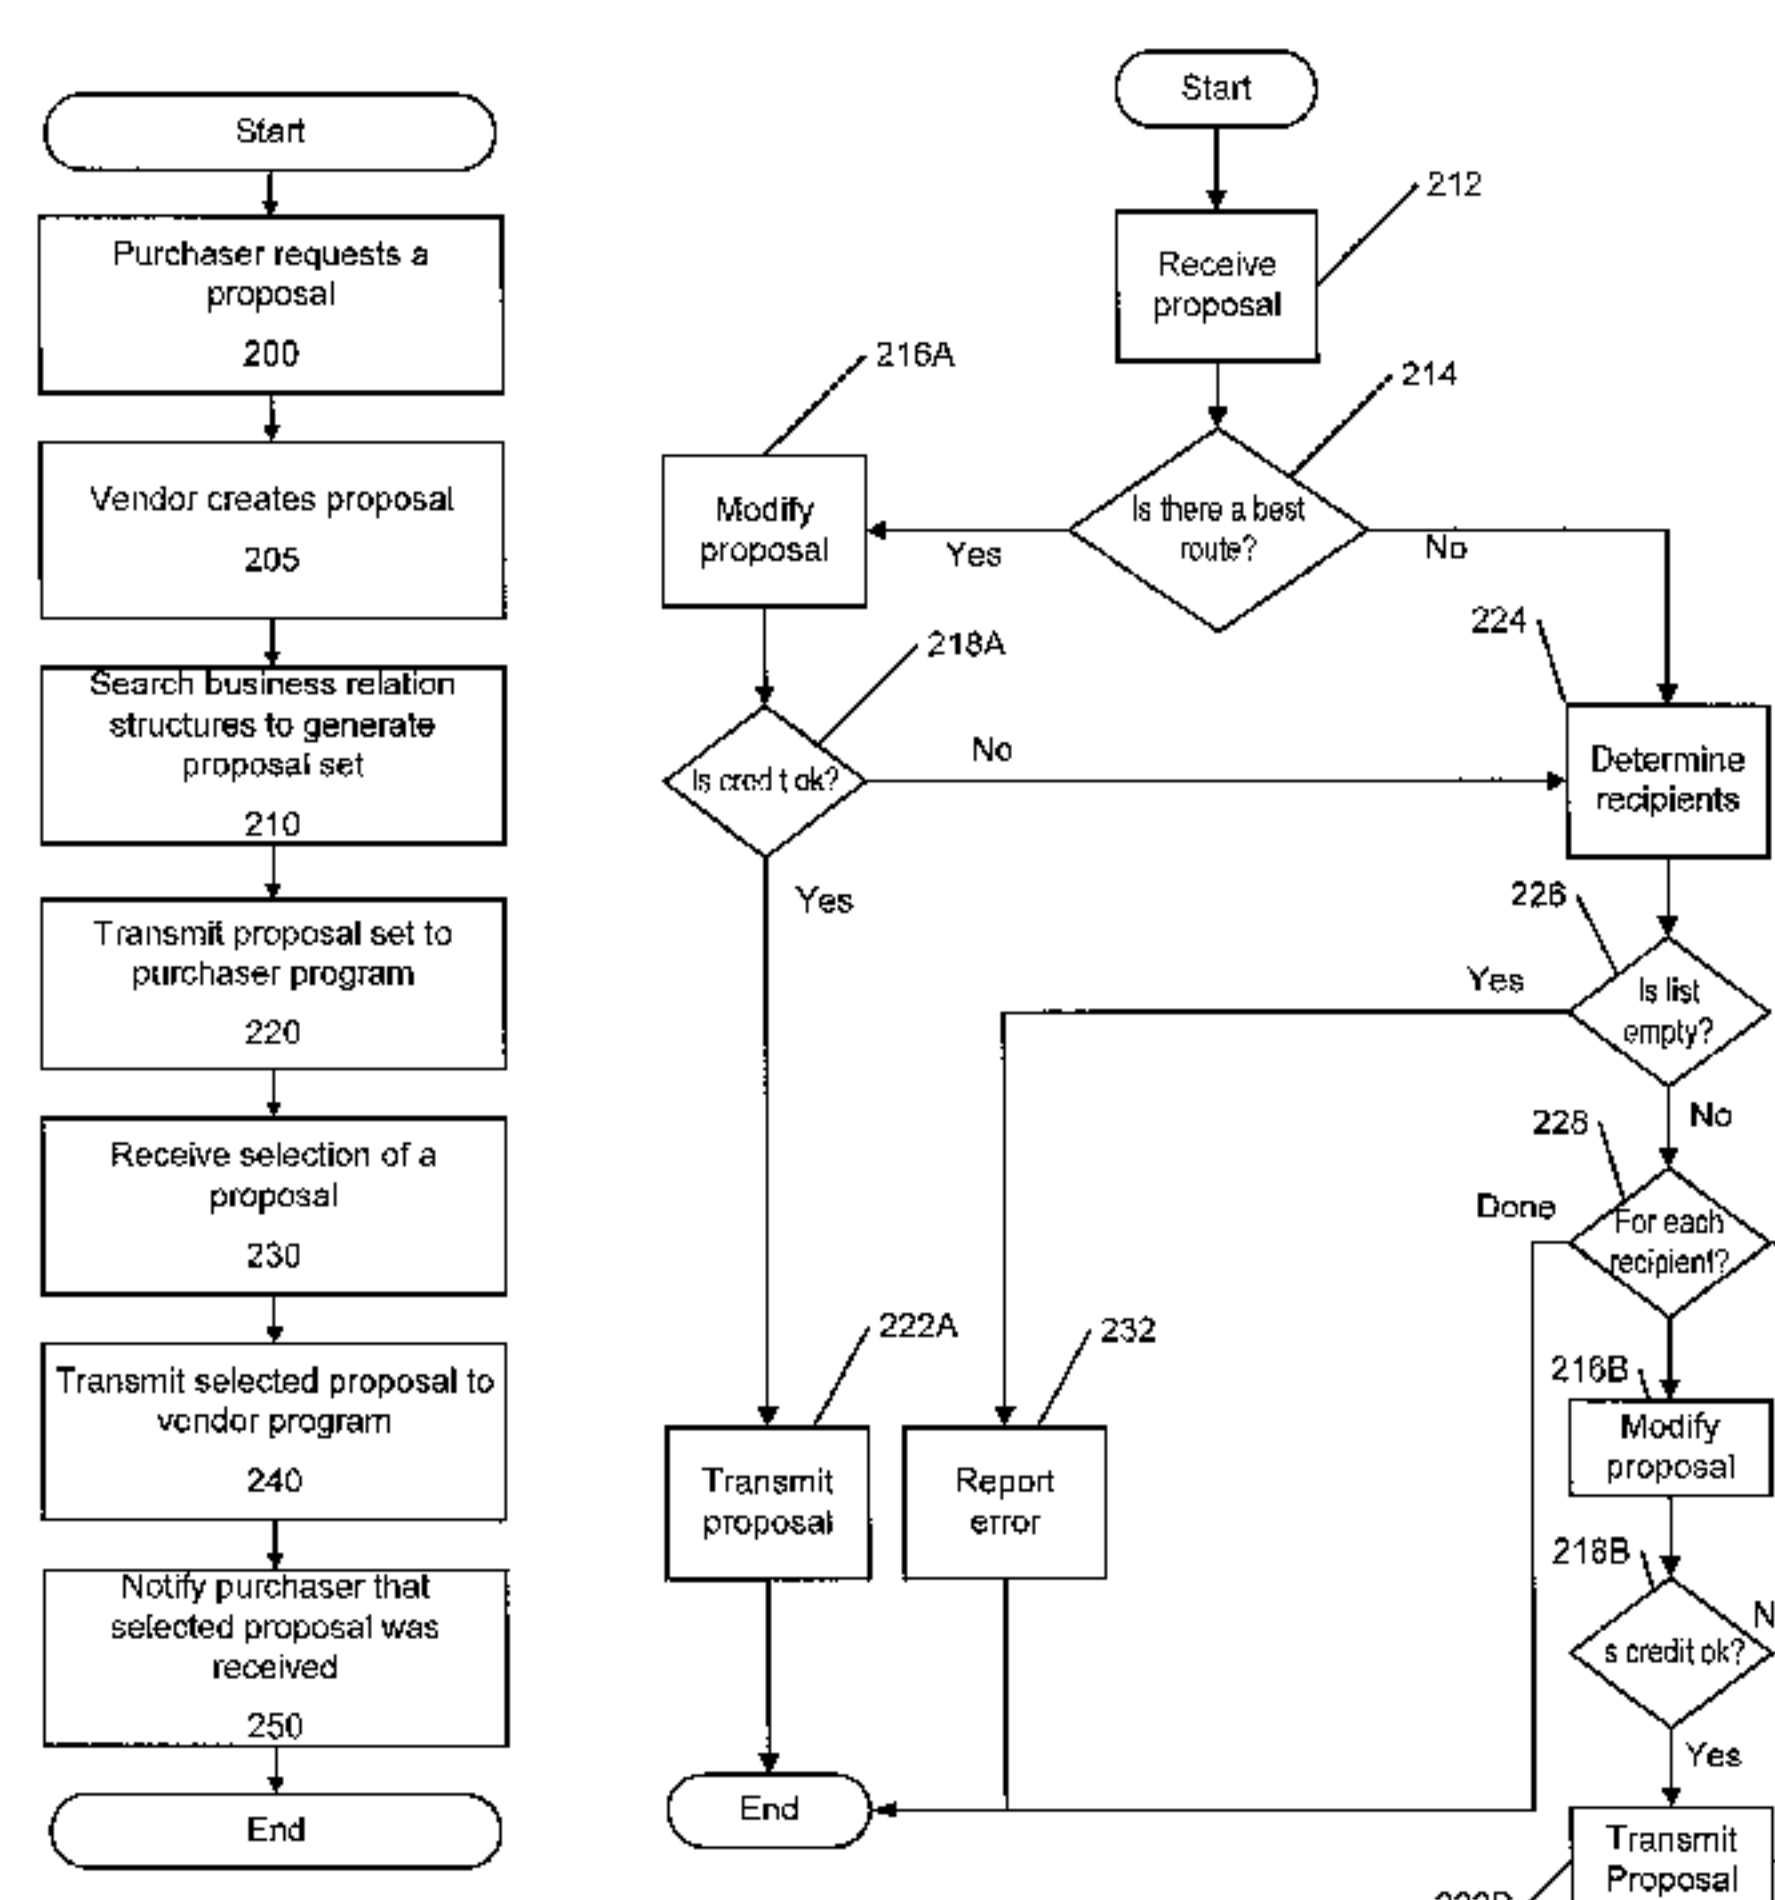 Start
Purchaser requests a
proposal
200
Vendor creates proposal
205
Search business relation
structures to generate
proposal set
210
Transmit proposal set to
purchaser program
220
Receive selection of a
proposal
230
Transmit selected proposal to
vendor program
240
Notify purchaser that
selected proposal was
received
250
End
Start
212
Receive
proposal
214
216A
Modify
proposal
Is there a best
route?
Yes
No
218A
224
Is credit ok?
No
Determine
recipients
Yes
226
Yes
Is list
empty?
No
228
Done
For each
recipient?
222A
232
216B
Transmit
proposal
Report
error
Modify
proposal
218B
N
s credit ok?
Yes
End
Transmit
Proposal